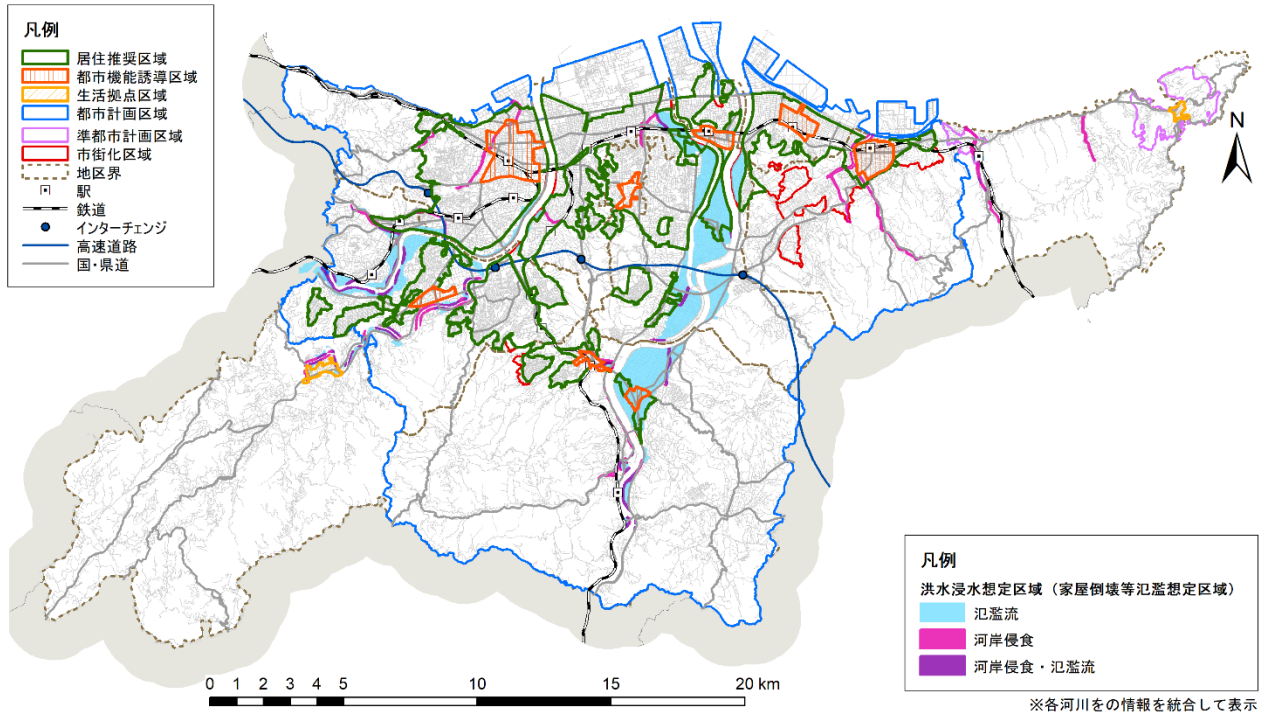 凡例
居住推奨区域
都市機能誘導区域
生活拠点区域
都市計画区域
準都市計画区域
市街化区域
地区界
駅
鉄道
インターチェンジ
高速道路
国・県道
N
凡例
洪水浸水想定区域（家屋倒壊等氾濫想定区域）
氾濫流
河岸侵食
河岸侵食・氾濫流
0 1 2 3 4 5 10 15 20 km
※各河川をの情報を統合して表示